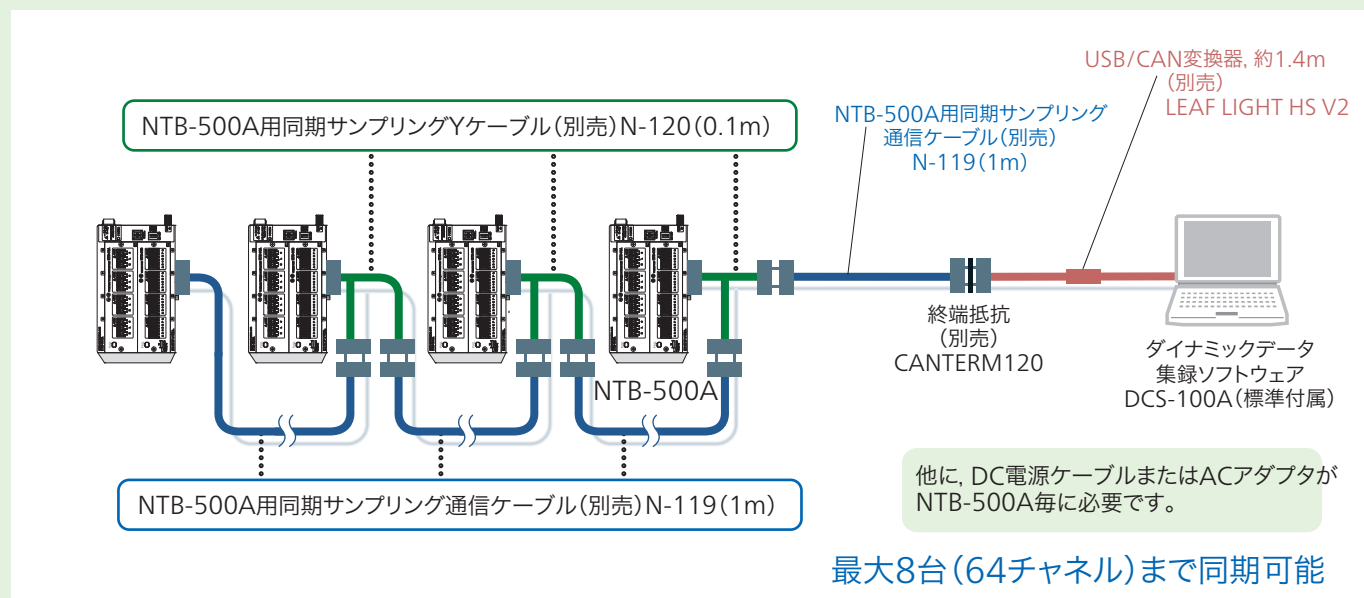 USB/CAN変換器, 約1.4m
(別売)
LEAF LIGHT HS V2
NTB-500A用同期サンプリングYケーブル(別売)N-120(0.1m)
NTB-500A用同期サンプリング
通信ケーブル(別売)
N-119(1m)
終端抵抗
(別売)
CANTERM120
ダイナミックデータ
集録ソフトウェア
DCS-100A(標準付属)
NTB-500A
NTB-500A用同期サンプリング通信ケーブル(別売)N-119(1m)
他に, DC電源ケーブルまたはACアダプタが
NTB-500A毎に必要です。
最大8台(64チャネル)まで同期可能